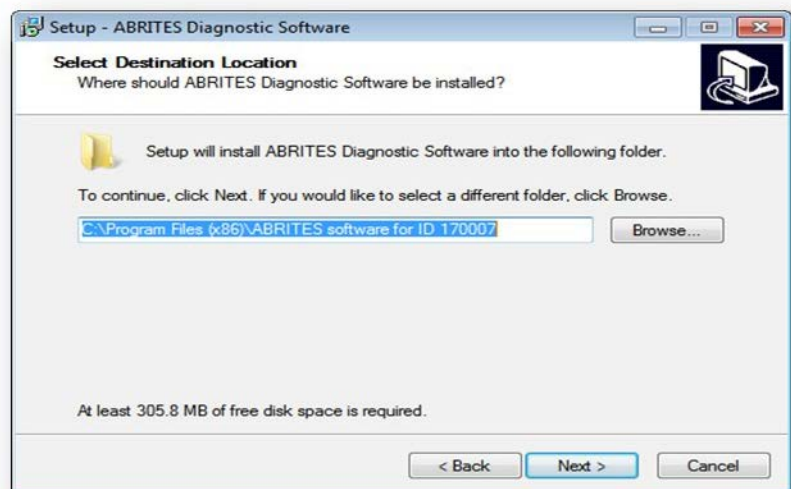 Setup - ABRITES Diagnostic Software
Select Destination Location
Where should ABRITES Diagnostic Software be installed?
Setup will install ABRITES Diagnostic Software into the following folder.
To continue, click Next. If you would like to select a different folder, click Browse.
C:\Program Files (x86)\ABRITES software for ID 170007
Browse...
At least 305.8 MB of free disk space is required.
< Back Next > Cancel